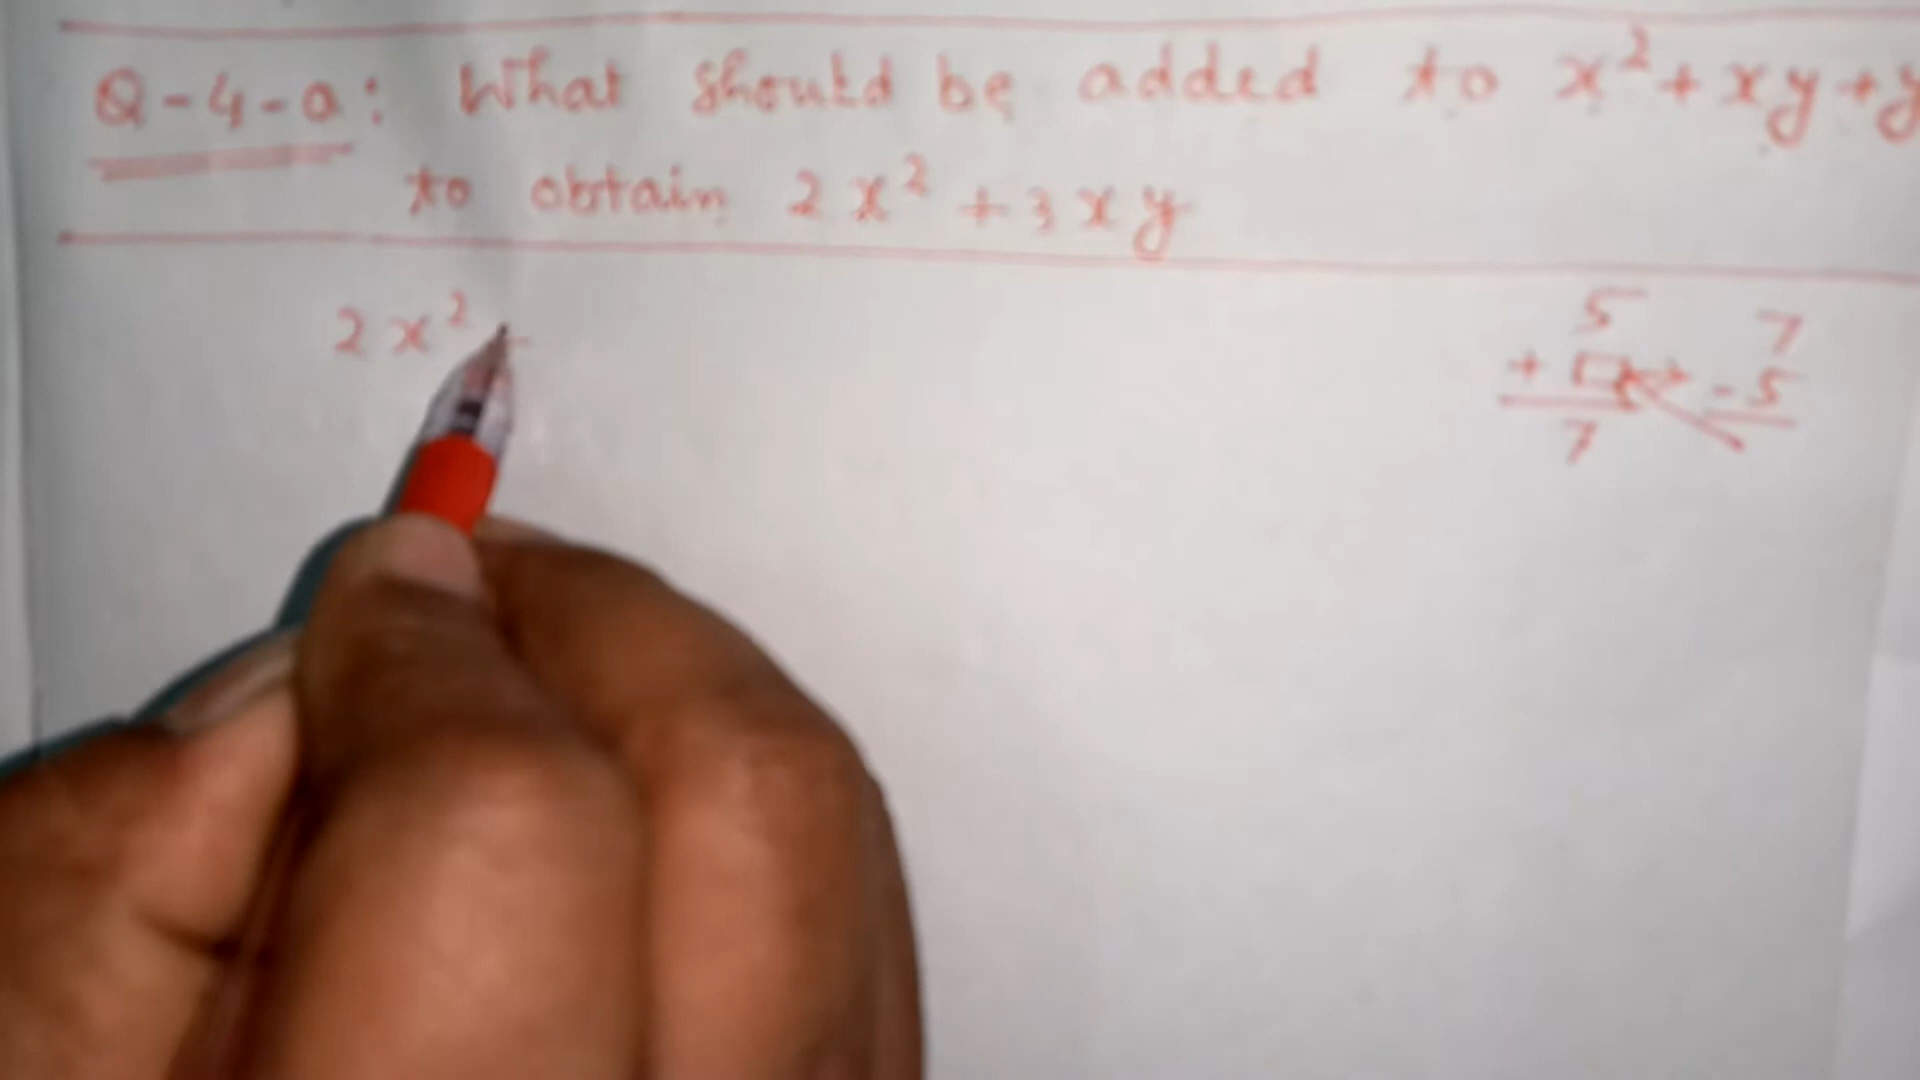 Q-4-a: What should be added to x²+xy+y
to obtain 2x²+3xy
2x²+
5
+ □
7
7
- 5